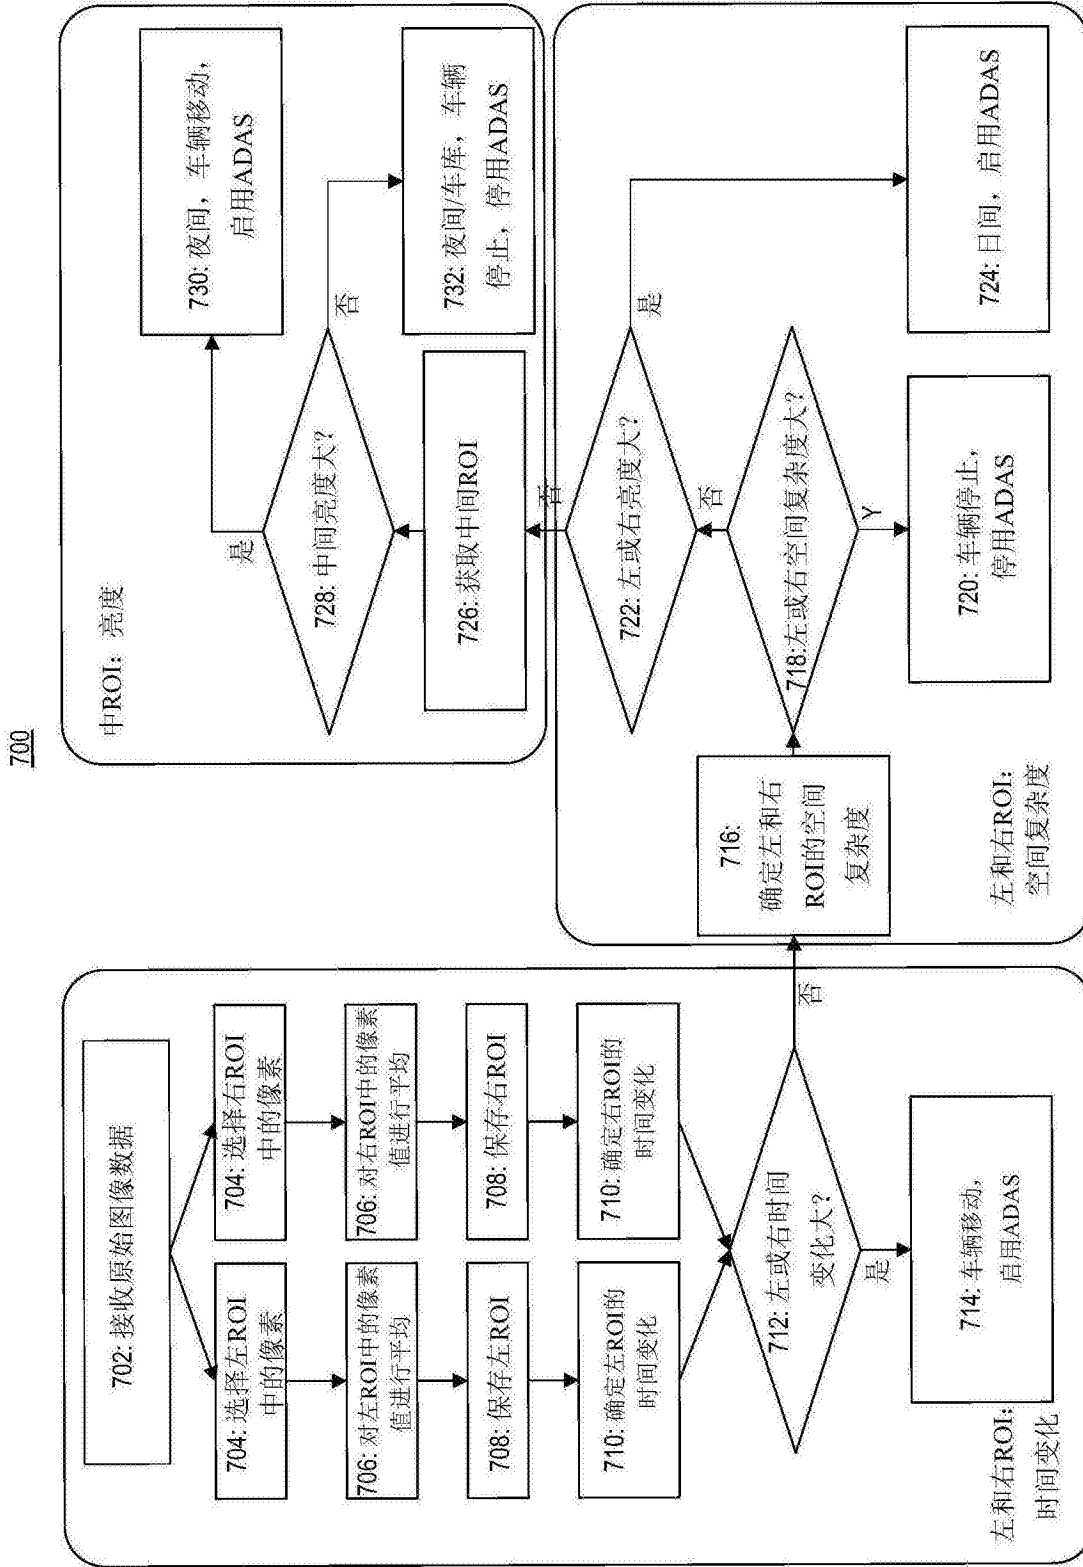 700
702: 接收原始图像数据
704: 选择左ROI
中的像素
704: 选择右ROI
中的像素
706: 对左ROI中的像素
值进行平均
706: 对右ROI中的像素
值进行平均
708: 保存左ROI
708: 保存右ROI
710: 确定左ROI的
时间变化
710: 确定右ROI的
时间变化
712: 左或右时间
变化大?
是
否
714: 车辆移动,
启用ADAS
左和右ROI:
时间变化
716:
确定左和右
ROI的空间
复杂度
718:左或右空间复杂度大?
Y
否
720: 车辆停止,
停用ADAS
722: 左或右亮度大?
是
否
724: 日间, 启用ADAS
左和右ROI:
空间复杂度
726: 获取中间ROI
728: 中间亮度大?
是
否
730: 夜间, 车辆移动,
启用ADAS
732: 夜间/车库, 车辆
停止, 停用ADAS
中ROI: 亮度